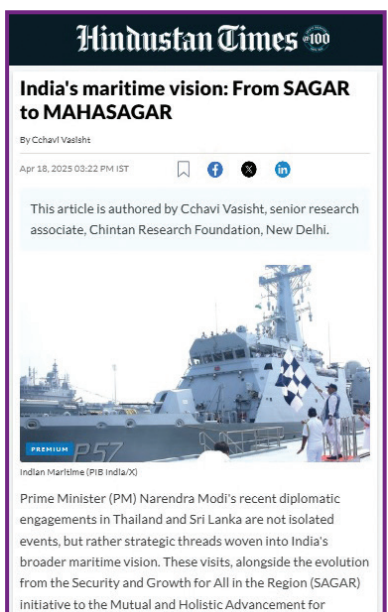 Hindustan Times @100
India's maritime vision: From SAGAR
to MAHASAGAR
By Cchavi Vasisht
Apr 18, 2025 03:22 PM IST
This article is authored by Cchavi Vasisht, senior research
associate, Chintan Research Foundation, New Delhi.
PREMIUM
P57
Indian Maritime (PIB India/X)
Prime Minister (PM) Narendra Modi's recent diplomatic
engagements in Thailand and Sri Lanka are not isolated
events, but rather strategic threads woven into India's
broader maritime vision. These visits, alongside the evolution
from the Security and Growth for All in the Region (SAGAR)
initiative to the Mutual and Holistic Advancement for